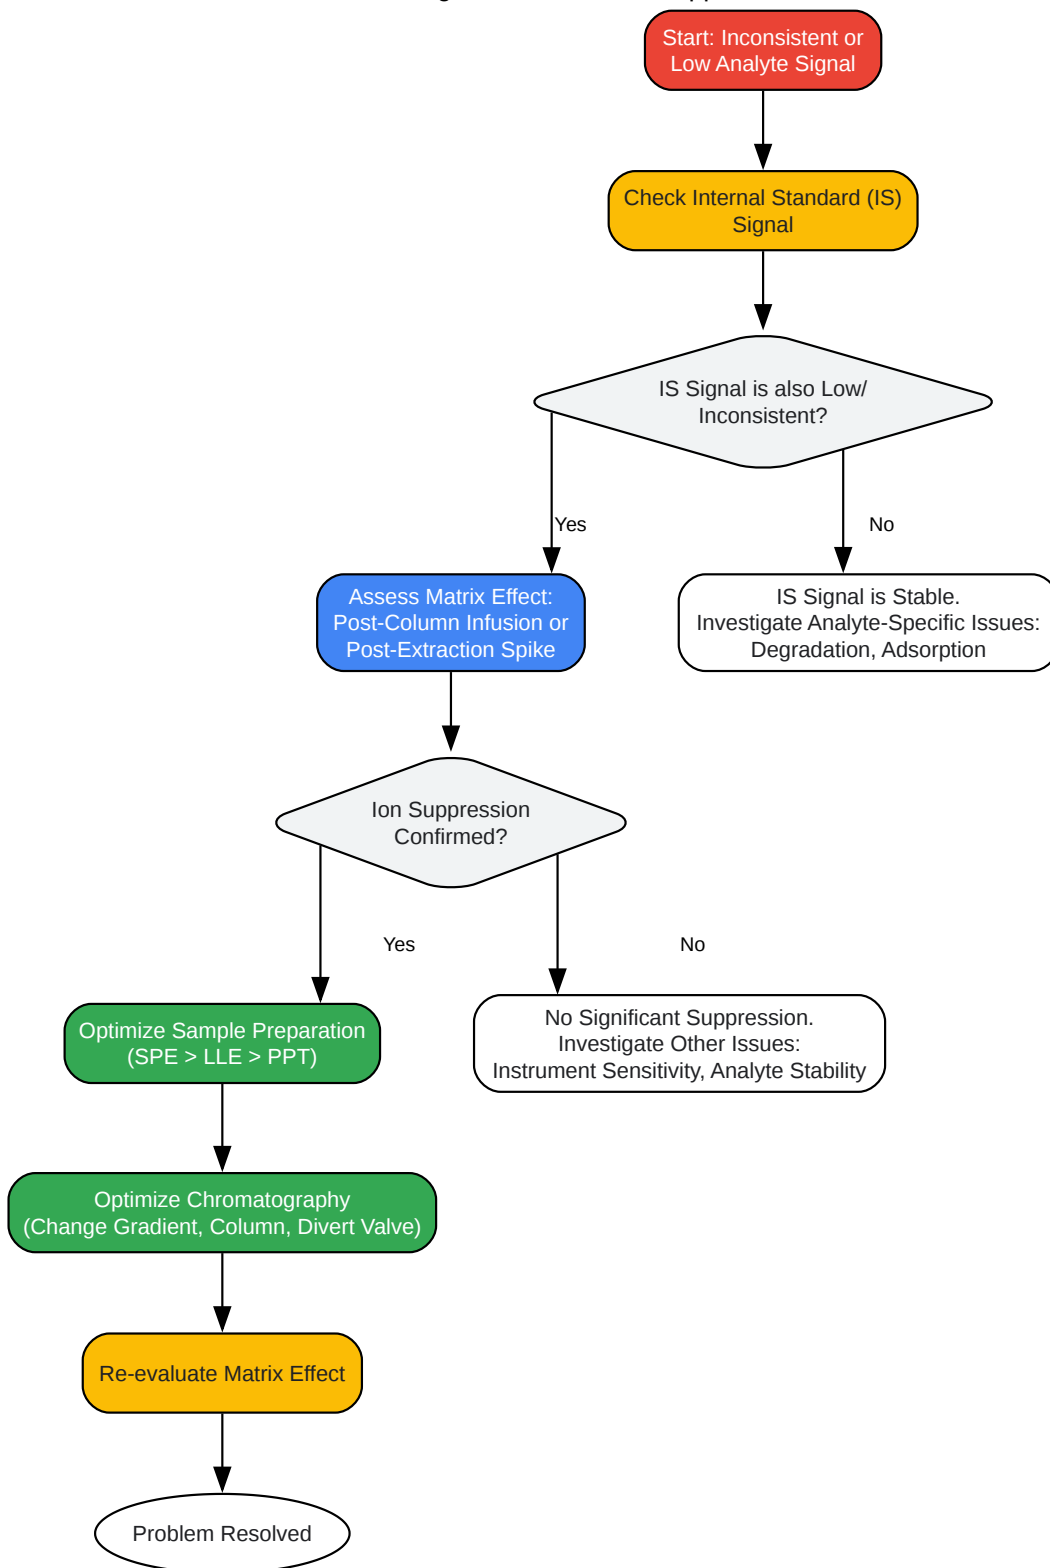 Start: Inconsistent or
Low Analyte Signal
Check Internal Standard (IS)
Signal
IS Signal is also Low/
Inconsistent?
Yes
No
Assess Matrix Effect:
Post-Column Infusion or
Post-Extraction Spike
IS Signal is Stable.
Investigate Analyte-Specific Issues:
Degradation, Adsorption
Ion Suppression
Confirmed?
Yes
No
Optimize Sample Preparation
(SPE > LLE > PPT)
No Significant Suppression.
Investigate Other Issues:
Instrument Sensitivity, Analyte Stability
Optimize Chromatography
(Change Gradient, Column, Divert Valve)
Re-evaluate Matrix Effect
Problem Resolved